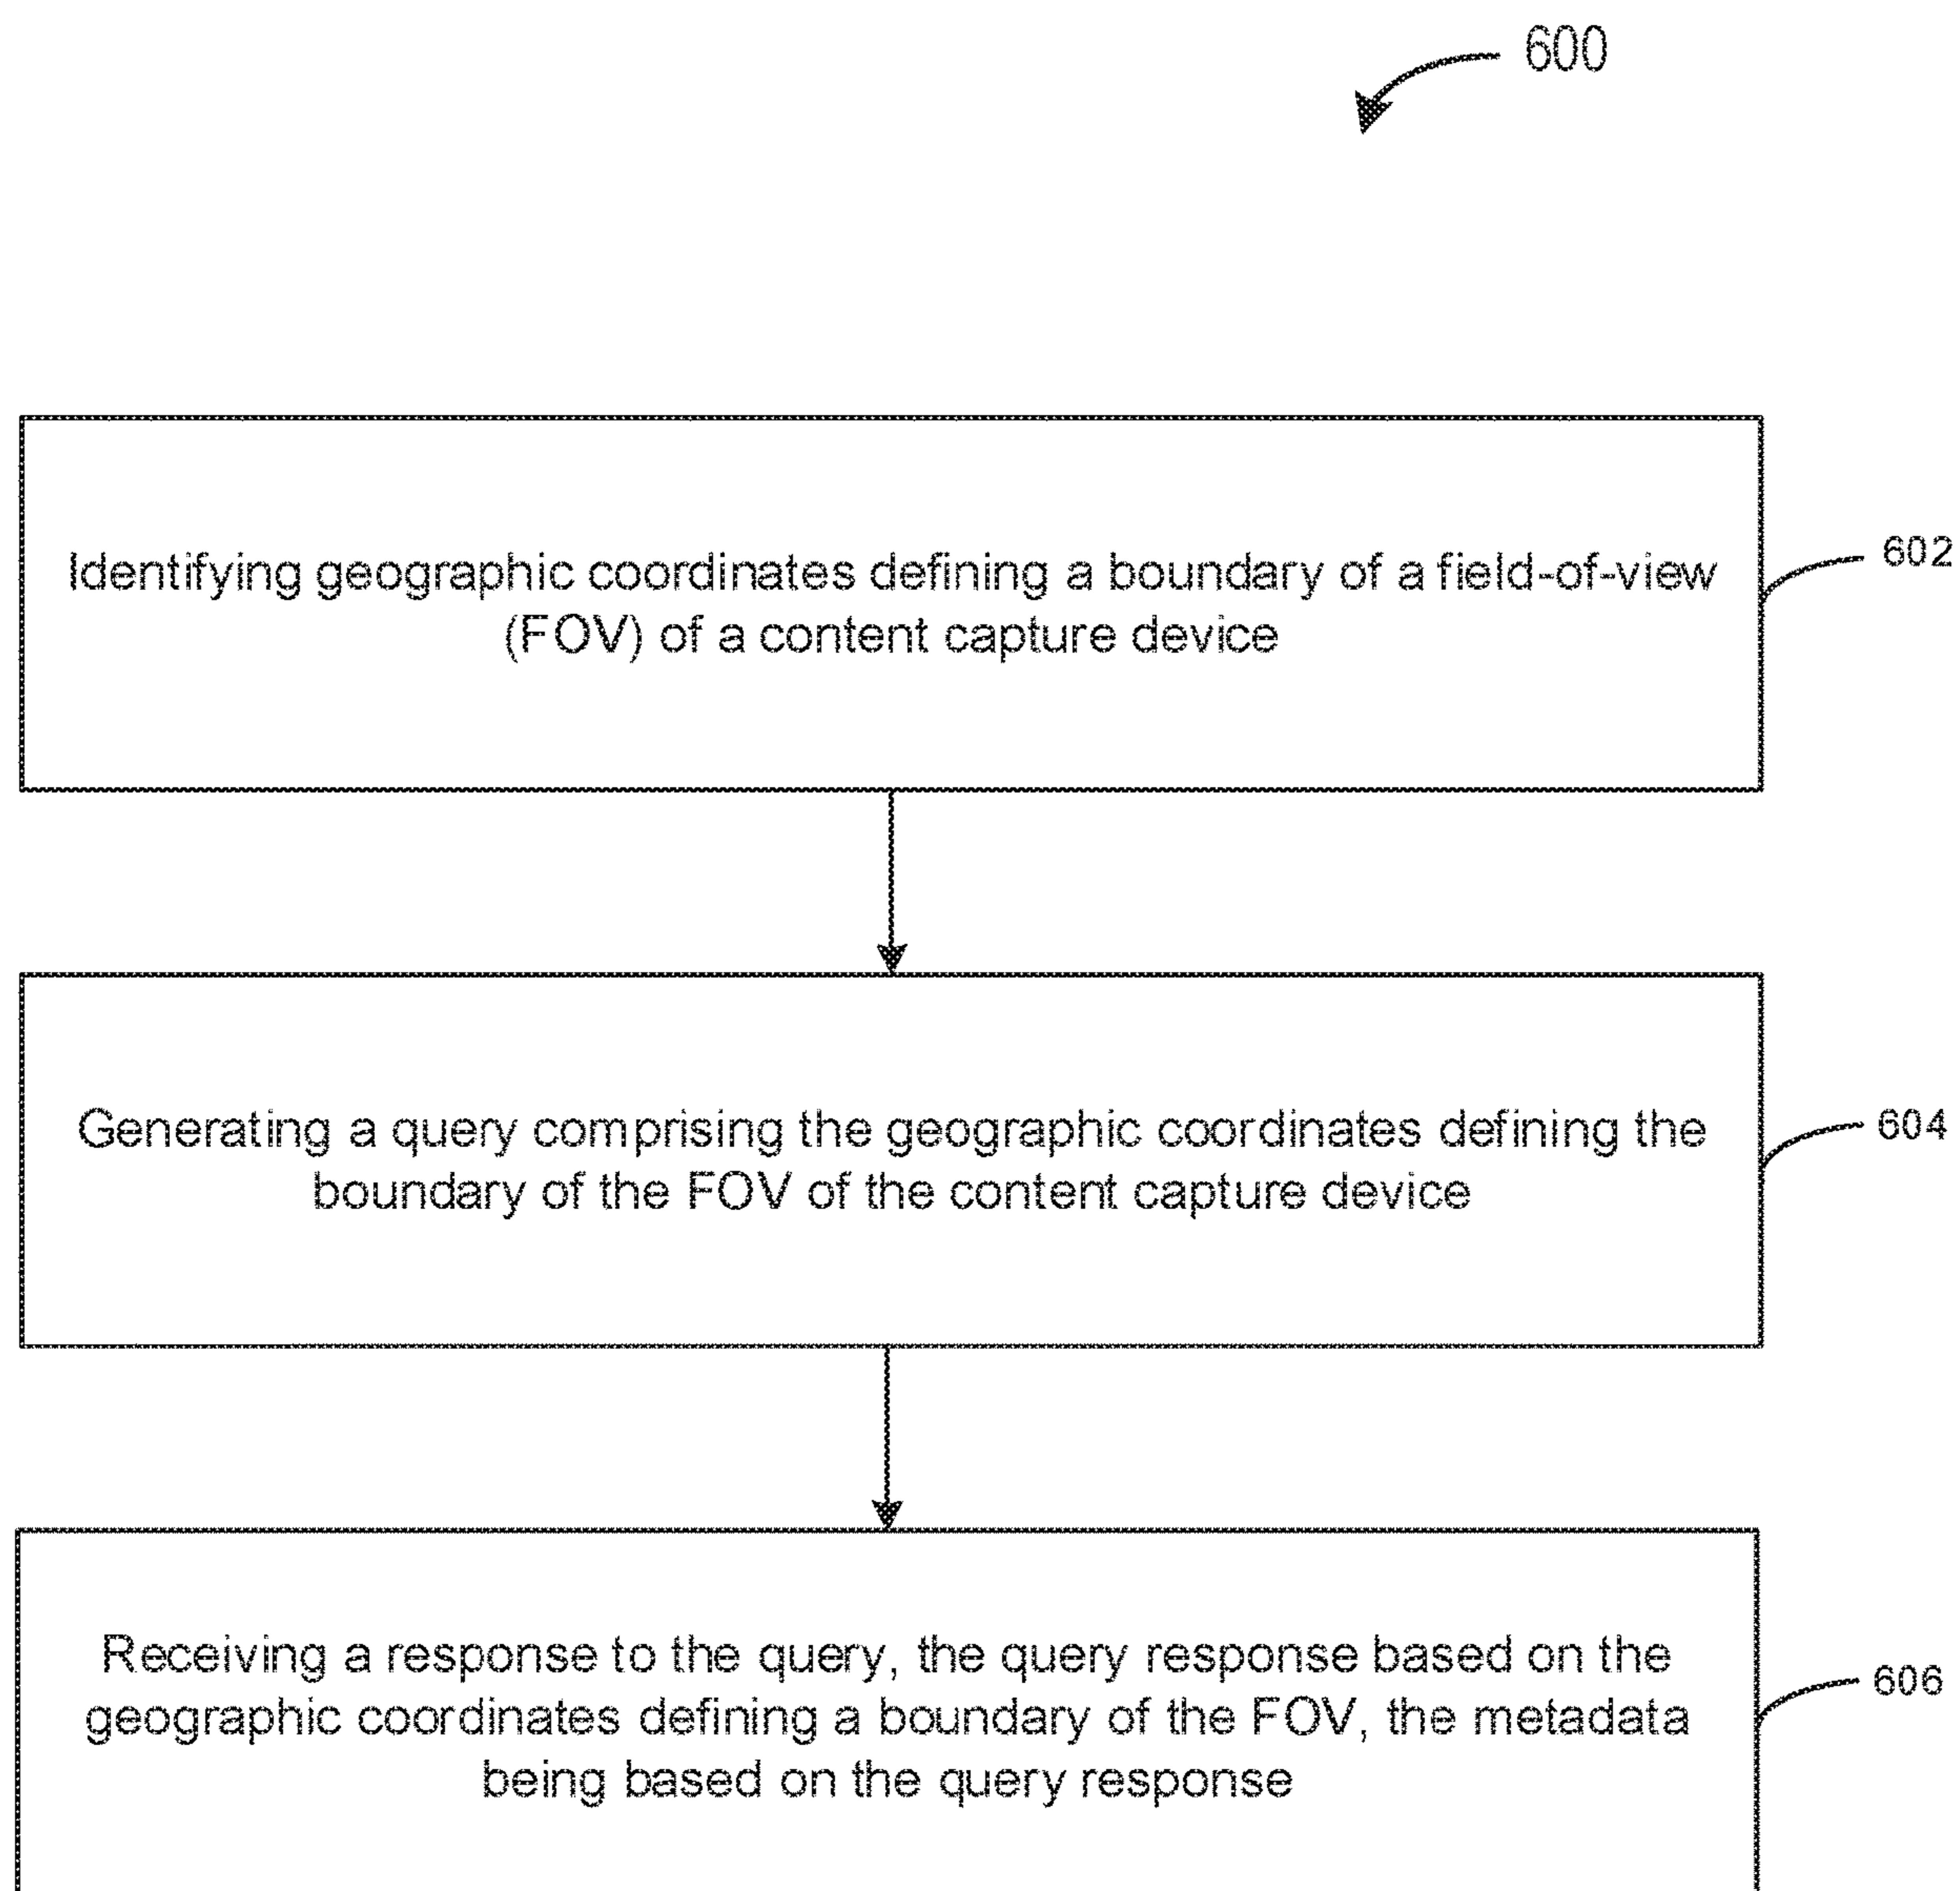 600
Identifying geographic coordinates defining a boundary of a field-of-view
(FOV) of a content capture device
602
Generating a query comprising the geographic coordinates defining the
boundary of the FOV of the content capture device
604
Receiving a response to the query, the query response based on the
geographic coordinates defining a boundary of the FOV, the metadata
being based on the query response
606